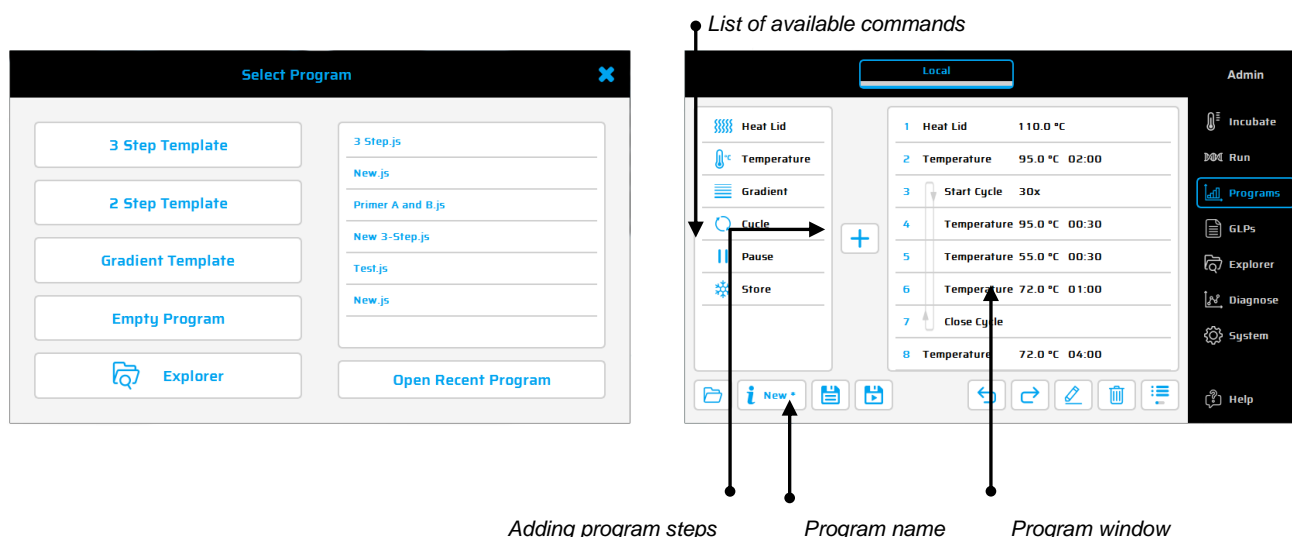 List of available commands
Select Program
3 Step Template
2 Step Template
Gradient Template
Empty Program
Explorer
3 Step.js
New.js
Primer A and B.js
New 3-Step.js
Test.js
New.js
Open Recent Program
Local
Admin
Heat Lid
Temperature
Gradient
Cycle
Pause
Store
1 Heat Lid 110.0 °C
2 Temperature 95.0 °C 02:00
3 Start Cycle 30x
4 Temperature 95.0 °C 00:30
5 Temperature 55.0 °C 00:30
6 Temperature 72.0 °C 01:00
7 Close Cycle
8 Temperature 72.0 °C 04:00
i New *
Incubate
Run
Programs
GLPs
Explorer
Diagnose
System
Help
Adding program steps
Program name
Program window